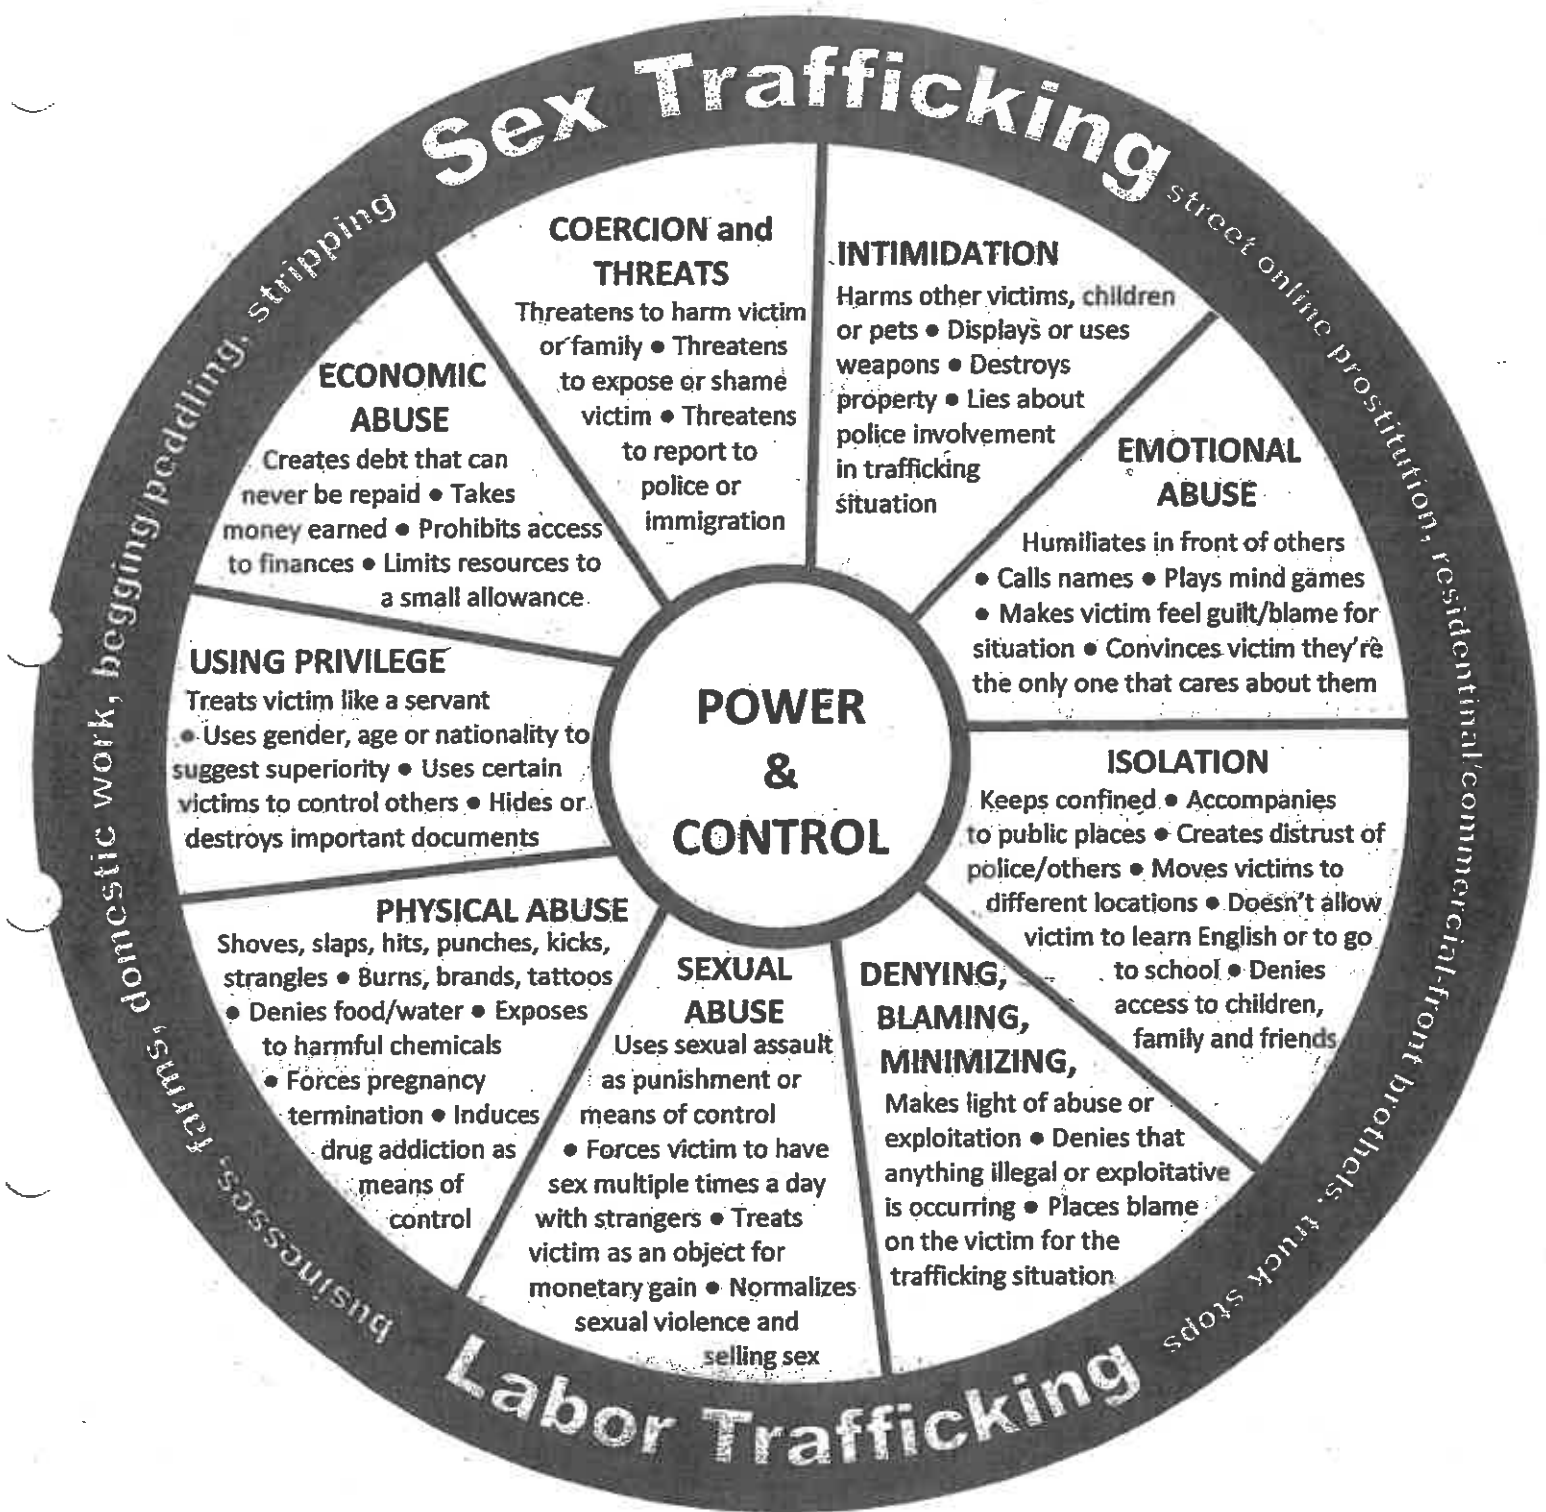 Sex Trafficking
street online prostitution, residentinal/commercial-front brothels, truck stops
Labor Trafficking
businesses, farms, domestic work, begging/peddling, stripping
POWER
&
CONTROL
COERCION and
THREATS
Threatens to harm victim
or family ● Threatens
to expose or shame
victim ● Threatens
to report to
police or
immigration
INTIMIDATION
Harms other victims, children
or pets ● Displays or uses
weapons ● Destroys
property ● Lies about
police involvement
in trafficking
situation
EMOTIONAL
ABUSE
Humiliates in front of others
● Calls names ● Plays mind games
● Makes victim feel guilt/blame for
situation ● Convinces victim they're
the only one that cares about them
ISOLATION
Keeps confined ● Accompanies
to public places ● Creates distrust of
police/others ● Moves victims to
different locations ● Doesn't allow
victim to learn English or to go
to school ● Denies
access to children,
family and friends
DENYING,
BLAMING,
MINIMIZING,
Makes light of abuse or
exploitation ● Denies that
anything illegal or exploitative
is occurring ● Places blame
on the victim for the
trafficking situation
SEXUAL
ABUSE
Uses sexual assault
as punishment or
means of control
● Forces victim to have
sex multiple times a day
with strangers ● Treats
victim as an object for
monetary gain ● Normalizes
sexual violence and
selling sex
PHYSICAL ABUSE
Shoves, slaps, hits, punches, kicks,
strangles ● Burns, brands, tattoos
● Denies food/water ● Exposes
to harmful chemicals
● Forces pregnancy
termination ● Induces
drug addiction as
means of
control
USING PRIVILEGE
Treats victim like a servant
● Uses gender, age or nationality to
suggest superiority ● Uses certain
victims to control others ● Hides or
destroys important documents
ECONOMIC
ABUSE
Creates debt that can
never be repaid ● Takes
money earned ● Prohibits access
to finances ● Limits resources to
a small allowance